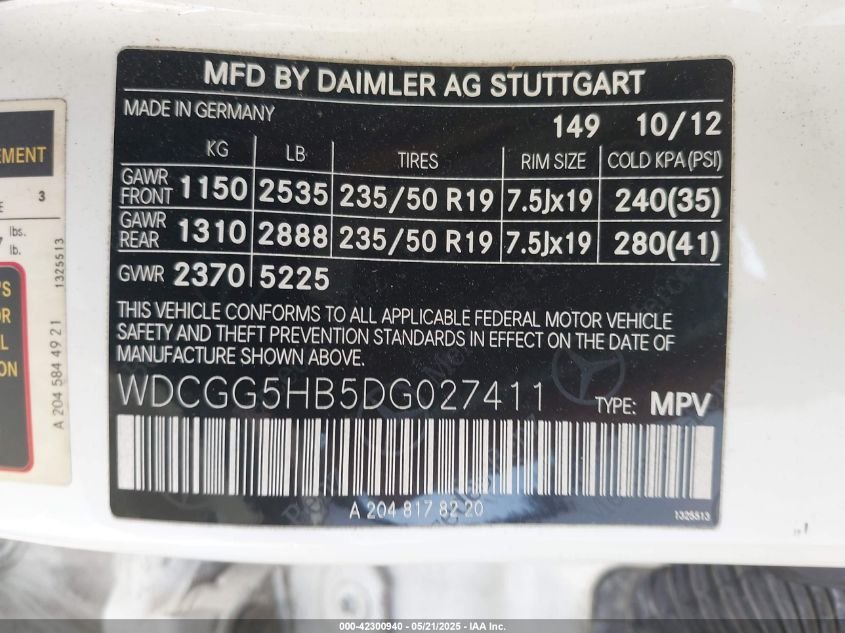 MFD BY DAIMLER AG STUTTGART
MADE IN GERMANY
149 10/12
KG LB TIRES RIM SIZE COLD KPA(PSI)
GAWR FRONT 1150 2535 235/50 R19 7.5Jx19 240(35)
GAWR REAR 1310 2888 235/50 R19 7.5Jx19 280(41)
GVWR 2370 5225
THIS VEHICLE CONFORMS TO ALL APPLICABLE FEDERAL MOTOR VEHICLE
SAFETY AND THEFT PREVENTION STANDARDS IN EFFECT ON THE DATE OF
MANUFACTURE SHOWN ABOVE.
WDCGG5HB5DG027411 TYPE: MPV
A 204 817 82 20
1325513
EMENT
3
lbs.
lb.
1325513
A 204 584 49 21
'S
OR
L
ION
000-42300940 - 05/21/2025 - IAA Inc.